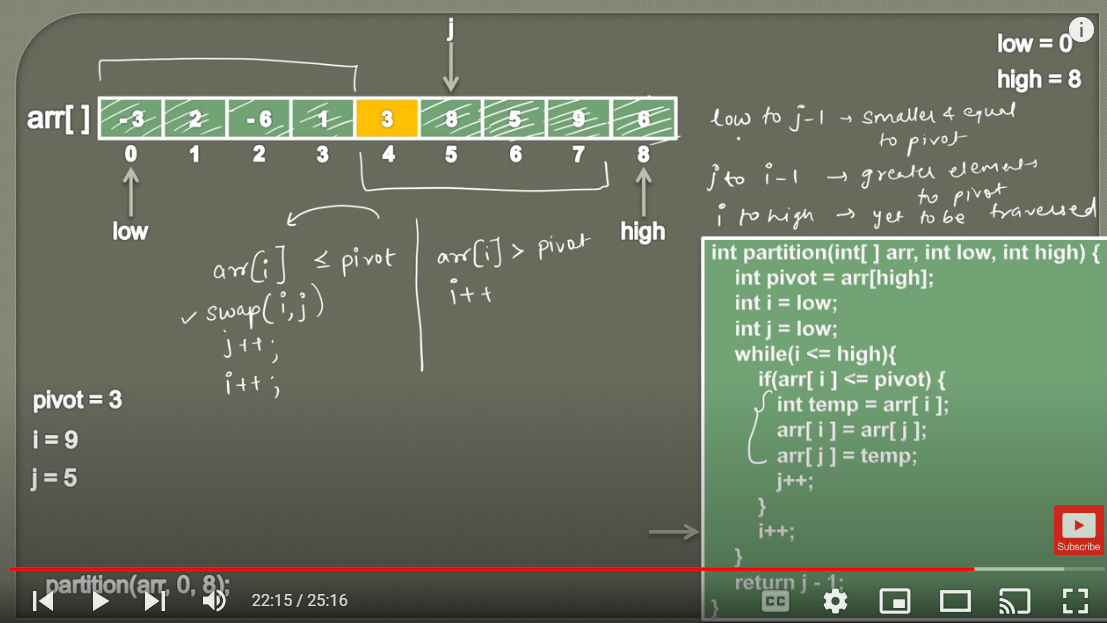 j
low = 0
high = 8
arr[ ]
-3 2 -6 1 3 8 5 9 6
0 1 2 3 4 5 6 7 8
low
high
low to j-1 → smaller & equal
to pivot
j to i-1 → greater elements
to pivot
i to high → yet to be traversed
arr[i] ≤ pivot
✓ swap(i,j)
j++;
i++;
arr[i] > pivot
i++
pivot = 3
i = 9
j = 5
int partition(int[ ] arr, int low, int high) {
int pivot = arr[high];
int i = low;
int j = low;
while(i <= high){
if(arr[ i ] <= pivot) {
int temp = arr[ i ];
arr[ i ] = arr[ j ];
arr[ j ] = temp;
j++;
}
i++;
}
return j - 1;
}
Subscribe
partition(arr, 0, 8);
22:15 / 25:16
CC